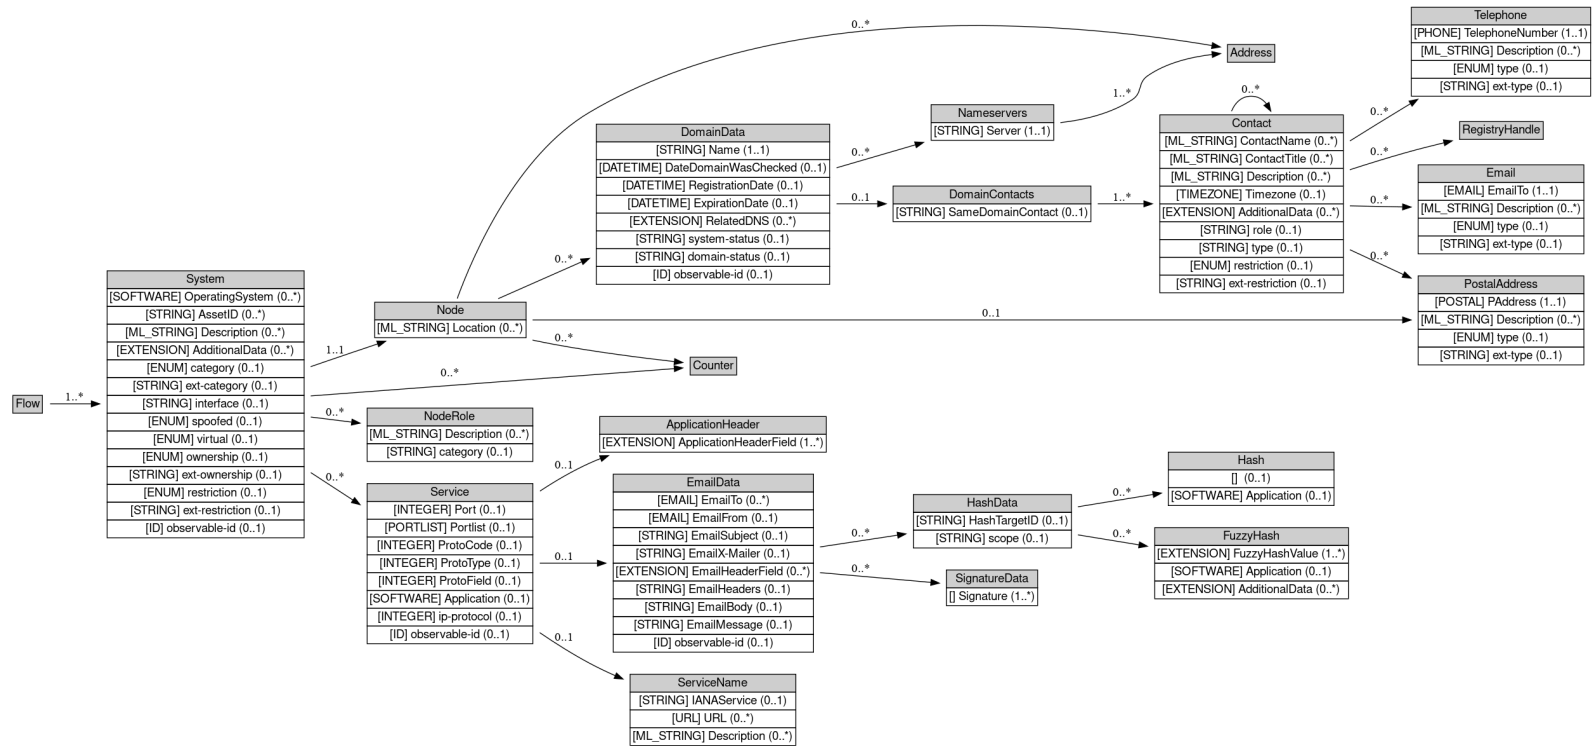 Flow
1..*
System
[SOFTWARE] OperatingSystem (0..*)
[STRING] AssetID (0..*)
[ML_STRING] Description (0..*)
[EXTENSION] AdditionalData (0..*)
[ENUM] category (0..1)
[STRING] ext-category (0..1)
[STRING] interface (0..1)
[ENUM] spoofed (0..1)
[ENUM] virtual (0..1)
[ENUM] ownership (0..1)
[STRING] ext-ownership (0..1)
[ENUM] restriction (0..1)
[STRING] ext-restriction (0..1)
[ID] observable-id (0..1)
1..1
0..*
0..*
0..*
Node
[ML_STRING] Location (0..*)
0..*
0..*
0..1
0..*
Counter
NodeRole
[ML_STRING] Description (0..*)
[STRING] category (0..1)
Service
[INTEGER] Port (0..1)
[PORTLIST] Portlist (0..1)
[INTEGER] ProtoCode (0..1)
[INTEGER] ProtoType (0..1)
[INTEGER] ProtoField (0..1)
[SOFTWARE] Application (0..1)
[INTEGER] ip-protocol (0..1)
[ID] observable-id (0..1)
0..1
0..1
0..1
DomainData
[STRING] Name (1..1)
[DATETIME] DateDomainWasChecked (0..1)
[DATETIME] RegistrationDate (0..1)
[DATETIME] ExpirationDate (0..1)
[EXTENSION] RelatedDNS (0..*)
[STRING] system-status (0..1)
[STRING] domain-status (0..1)
[ID] observable-id (0..1)
0..*
0..1
Nameservers
[STRING] Server (1..1)
1..*
Address
DomainContacts
[STRING] SameDomainContact (0..1)
1..*
0..*
Contact
[ML_STRING] ContactName (0..*)
[ML_STRING] ContactTitle (0..*)
[ML_STRING] Description (0..*)
[TIMEZONE] Timezone (0..1)
[EXTENSION] AdditionalData (0..*)
[STRING] role (0..1)
[STRING] type (0..1)
[ENUM] restriction (0..1)
[STRING] ext-restriction (0..1)
0..*
0..*
0..*
0..*
Telephone
[PHONE] TelephoneNumber (1..1)
[ML_STRING] Description (0..*)
[ENUM] type (0..1)
[STRING] ext-type (0..1)
RegistryHandle
Email
[EMAIL] EmailTo (1..1)
[ML_STRING] Description (0..*)
[ENUM] type (0..1)
[STRING] ext-type (0..1)
PostalAddress
[POSTAL] PAddress (1..1)
[ML_STRING] Description (0..*)
[ENUM] type (0..1)
[STRING] ext-type (0..1)
ApplicationHeader
[EXTENSION] ApplicationHeaderField (1..*)
EmailData
[EMAIL] EmailTo (0..*)
[EMAIL] EmailFrom (0..1)
[STRING] EmailSubject (0..1)
[STRING] EmailX-Mailer (0..1)
[EXTENSION] EmailHeaderField (0..*)
[STRING] EmailHeaders (0..1)
[STRING] EmailBody (0..1)
[STRING] EmailMessage (0..1)
[ID] observable-id (0..1)
0..*
0..*
ServiceName
[STRING] IANAService (0..1)
[URL] URL (0..*)
[ML_STRING] Description (0..*)
HashData
[STRING] HashTargetID (0..1)
[STRING] scope (0..1)
0..*
0..*
SignatureData
[] Signature (1..*)
Hash
[] (0..1)
[SOFTWARE] Application (0..1)
FuzzyHash
[EXTENSION] FuzzyHashValue (1..*)
[SOFTWARE] Application (0..1)
[EXTENSION] AdditionalData (0..*)